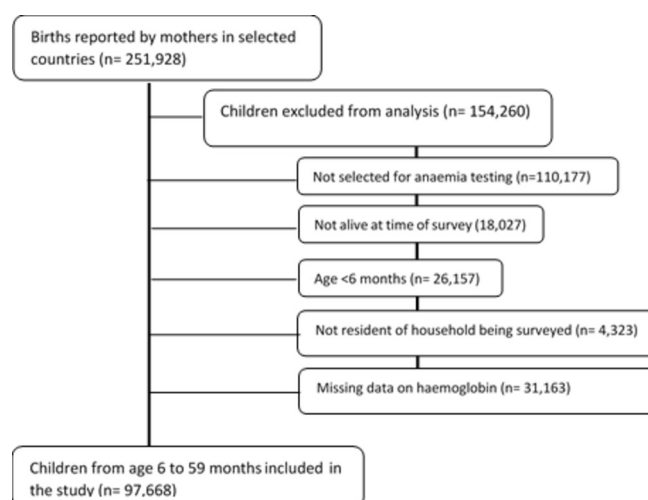 Births reported by mothers in selected
countries (n= 251,928)
Children excluded from analysis (n= 154,260)
Not selected for anaemia testing (n=110,177)
Not alive at time of survey (18,027)
Age <6 months (n= 26,157)
Not resident of household being surveyed (n= 4,323)
Missing data on haemoglobin (n= 31,163)
Children from age 6 to 59 months included in
the study (n= 97,668)